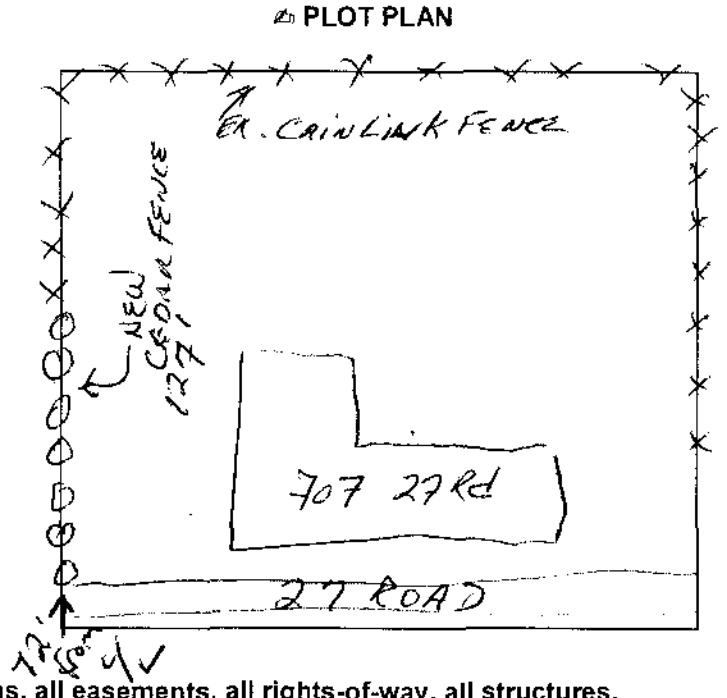 PLOT PLAN
EX. CAINLINK FENCE
NEW
CEDAR FENCE
127'
707 27 Rd
27 ROAD
72'
ns, all easements, all rights-of-way, all structures,